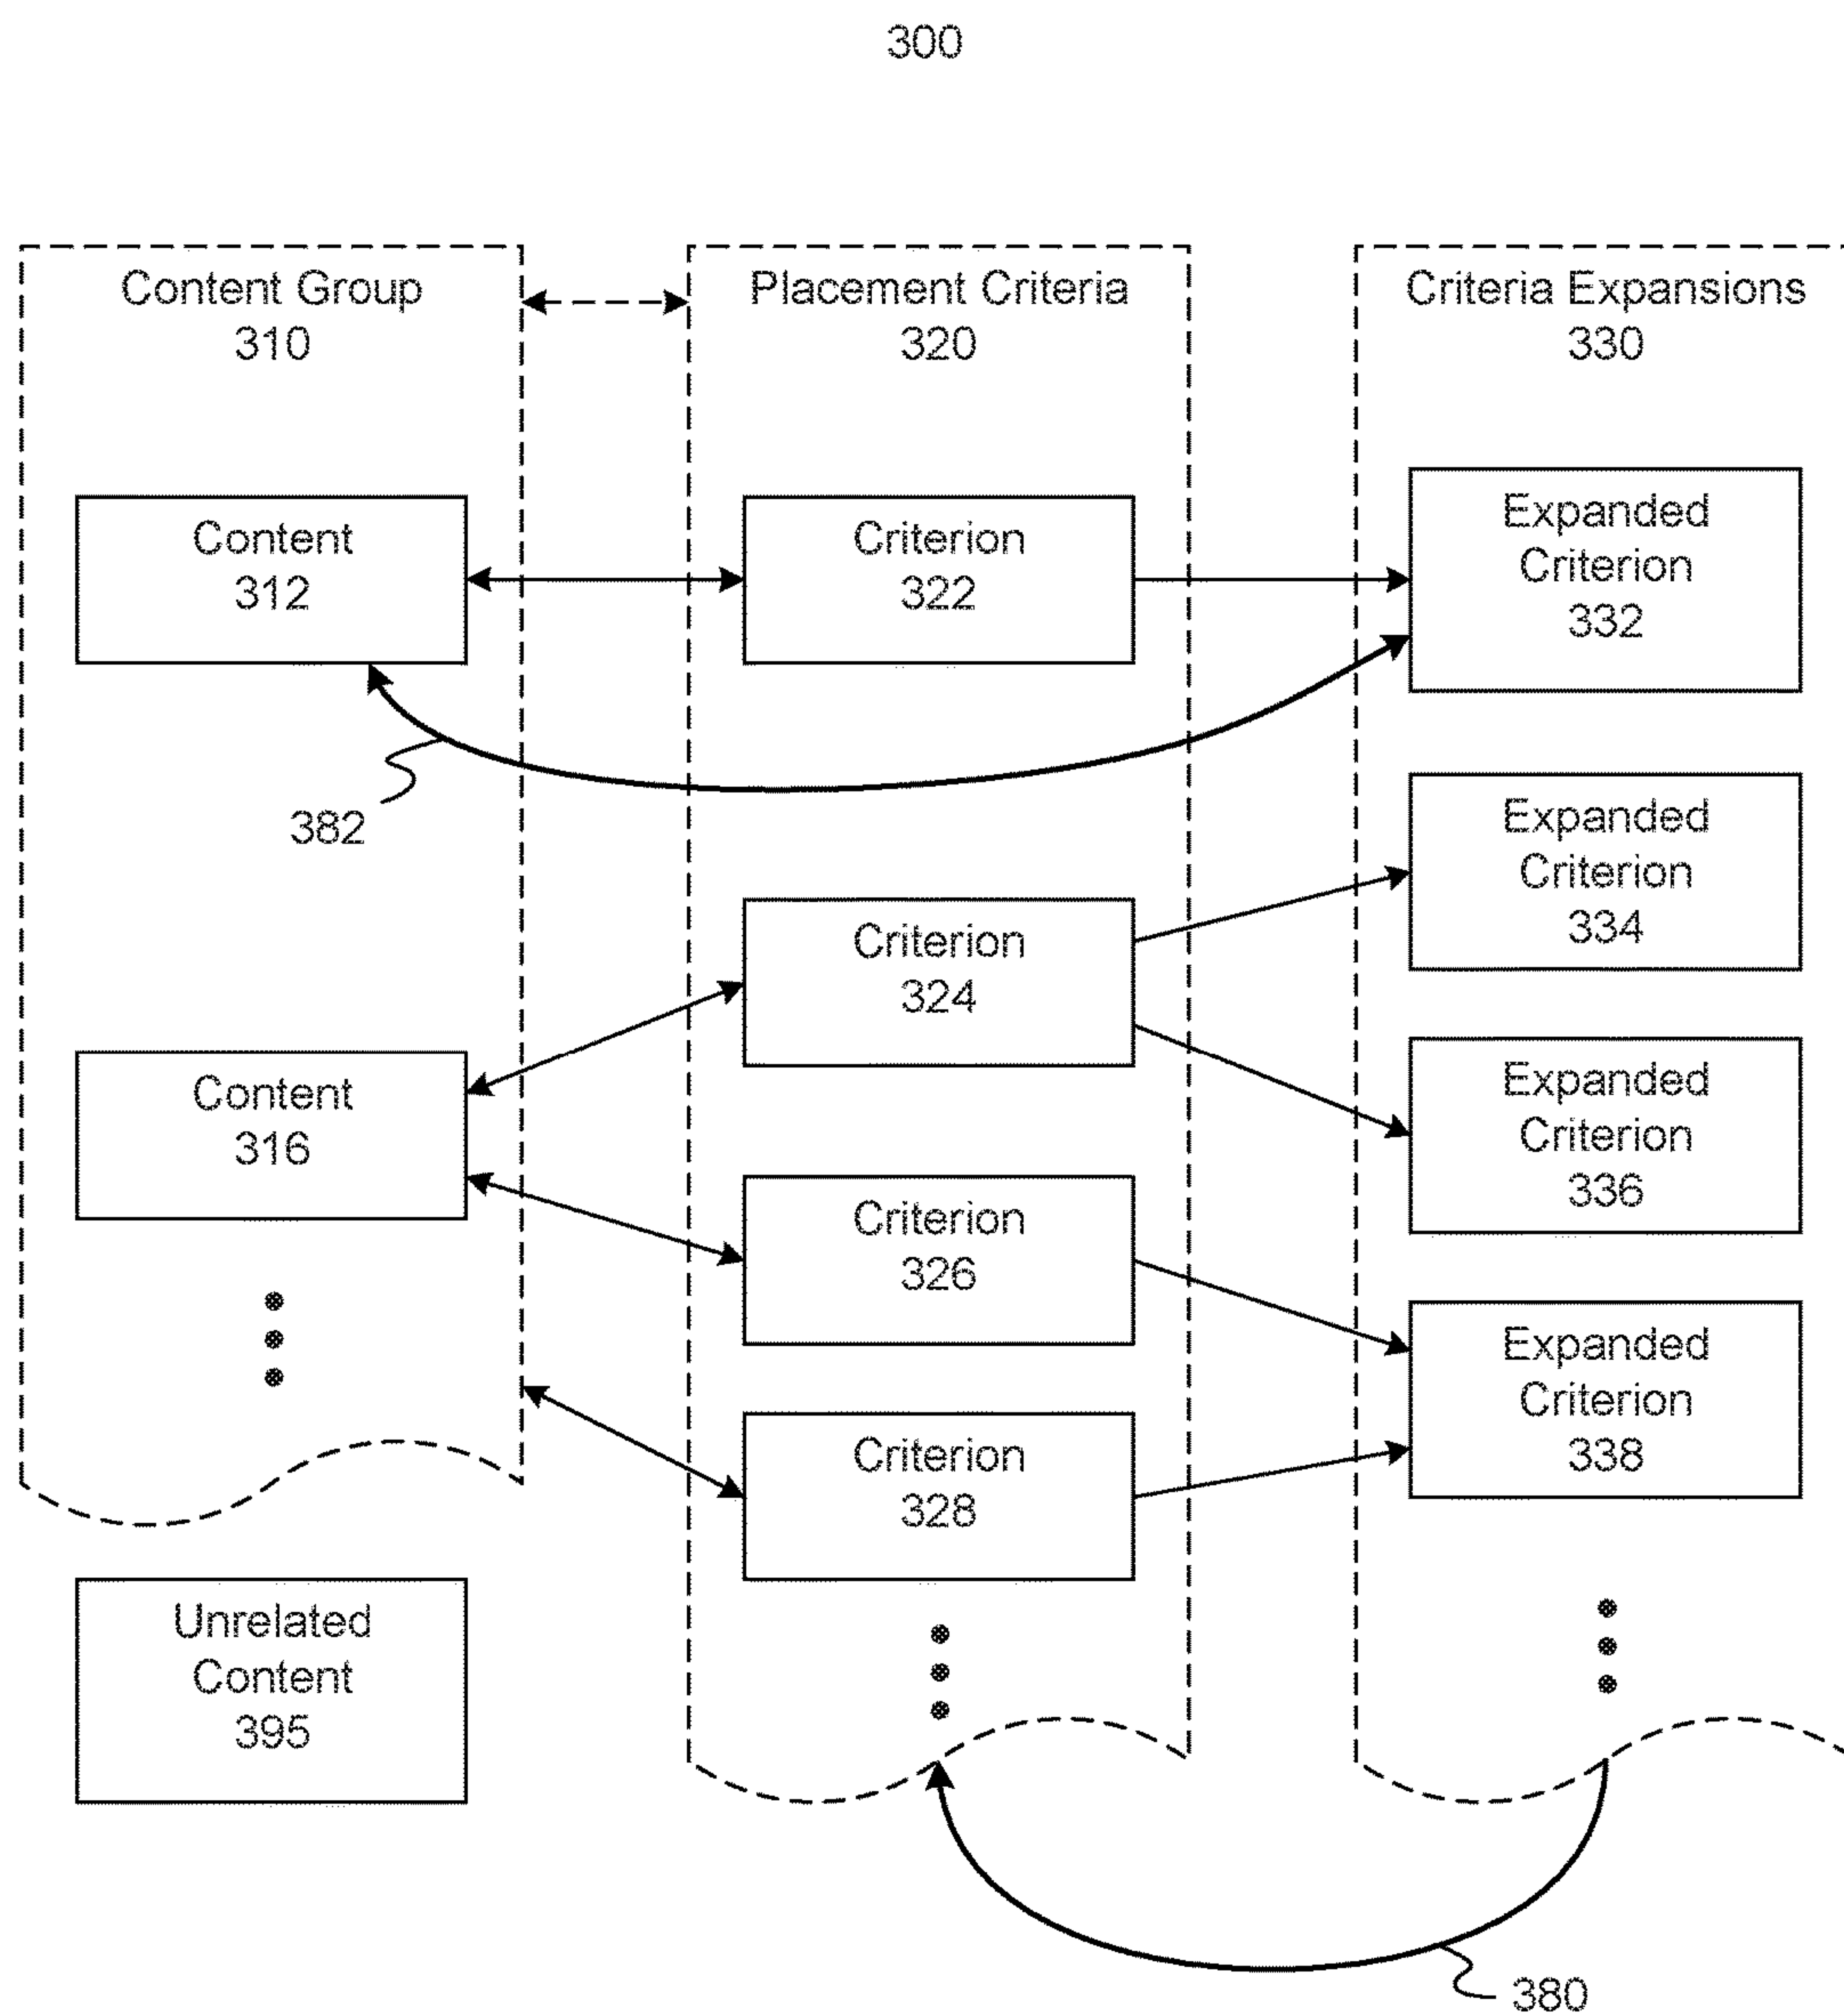 300
Content Group
310
Placement Criteria
320
Criteria Expansions
330
Content
312
Criterion
322
Expanded
Criterion
332
382
Expanded
Criterion
334
Criterion
324
Content
316
Expanded
Criterion
336
Criterion
326
Expanded
Criterion
338
Criterion
328
Unrelated
Content
395
380